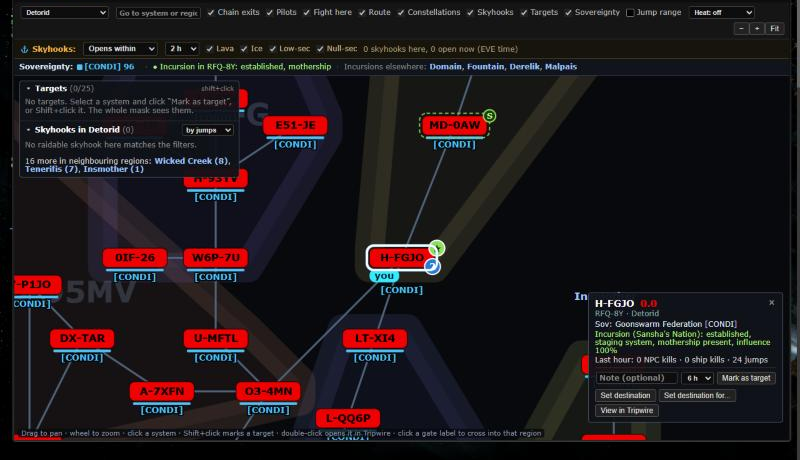 Detorid
Go to system or regic
Chain exits
Pilots
Fight here
Route
Constellations
Skyhooks
Targets
Sovereignty
Jump range
Heat: off
− + Fit
Skyhooks: Opens within 2 h Lava Ice Low-sec Null-sec 0 skyhooks here, 0 open now (EVE time)
Sovereignty: [CONDI] 96 · Incursion in RFQ-8Y: established, mothership · Incursions elsewhere: Domain, Fountain, Derelik, Malpais
Targets (0/25) shift+click
No targets. Select a system and click "Mark as target",
or Shift+click it. The whole mask sees them.
Skyhooks in Detorid (0) by jumps
No raidable skyhook here matches the filters.
16 more in neighbouring regions: Wicked Creek (8),
Tenerifis (7), Insmother (1)
E51-JE
[CONDI]
MD-0AW
S
[CONDI]
[CONDI]
0IF-26
[CONDI]
W6P-7U
[CONDI]
H-FGJO
you
[CONDI]
-P1JO
CONDI]
5MV
DX-TAR
[CONDI]
U-MFTL
[CONDI]
LT-XI4
[CONDI]
A-7XFN
[CONDI]
O3-4MN
[CONDI]
L-QQ6P
[CONDI]
H-FGJO 0.0 ×
RFQ-8Y · Detorid
Sov: Goonswarm Federation [CONDI]
Incursion (Sansha's Nation): established,
staging system, mothership present, influence
100%
Last hour: 0 NPC kills · 0 ship kills · 24 jumps
Note (optional) 6 h Mark as target
Set destination Set destination for...
View in Tripwire
Drag to pan · wheel to zoom · click a system · Shift+click marks a target · double-click opens it in Tripwire · click a gate label to cross into that region